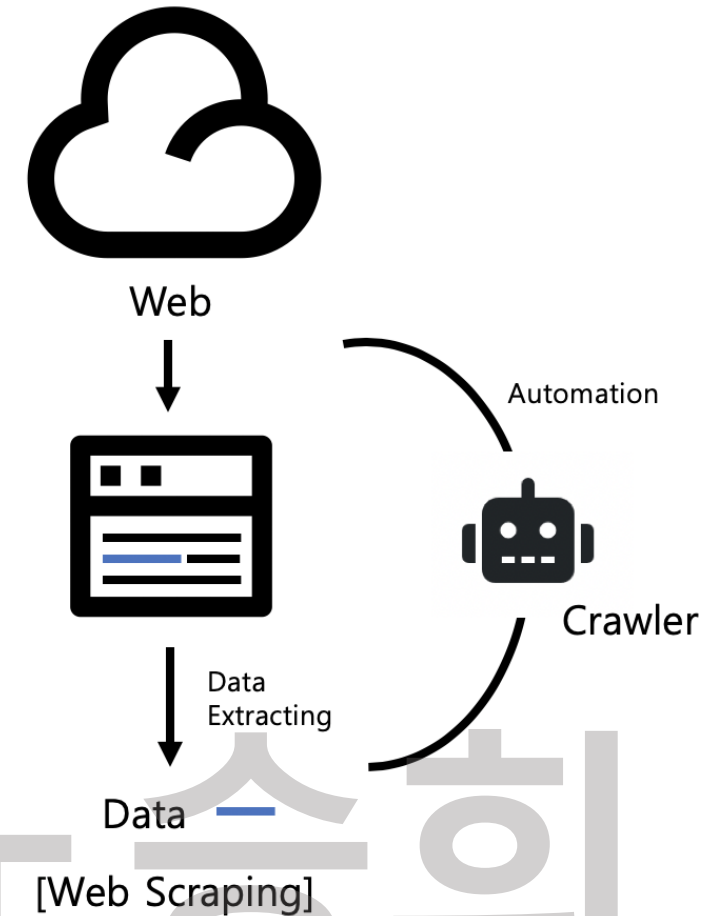 Web
Automation
Crawler
Data
Extracting
Data
[Web Scraping]
승희